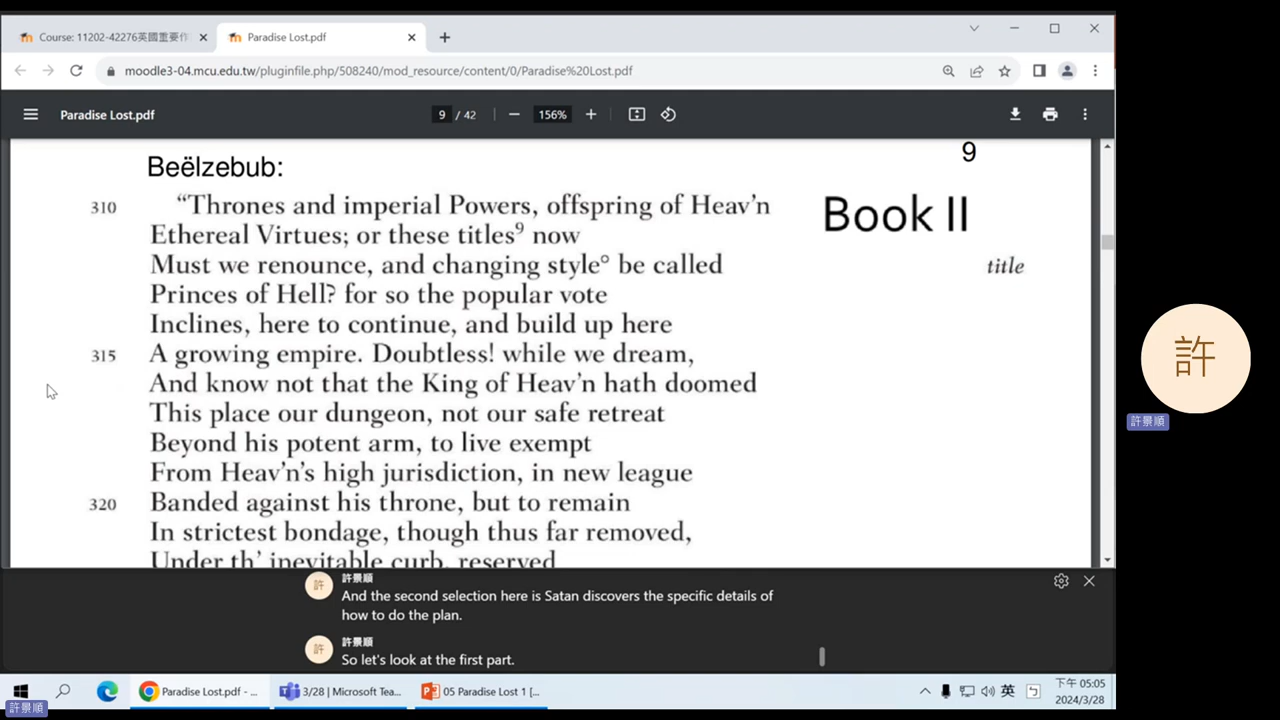 Course: 11202-42276英國重要作
Paradise Lost.pdf
moodle3-04.mcu.edu.tw/pluginfile.php/508240/mod_resource/content/0/Paradise%20Lost.pdf
Paradise Lost.pdf
9 / 42
156%
9
Beëlzebub:
Book II
310 “Thrones and imperial Powers, offspring of Heav’n
Ethereal Virtues; or these titles⁹ now
Must we renounce, and changing style° be called title
Princes of Hell? for so the popular vote
Inclines, here to continue, and build up here
315 A growing empire. Doubtless! while we dream,
And know not that the King of Heav’n hath doomed
This place our dungeon, not our safe retreat
Beyond his potent arm, to live exempt
From Heav’n’s high jurisdiction, in new league
320 Banded against his throne, but to remain
In strictest bondage, though thus far removed,
Under th’ inevitable curb, reserved
許
許景順
許
許景順
And the second selection here is Satan discovers the specific details of
how to do the plan.
許
許景順
So let's look at the first part.
Paradise Lost.pdf - ...
3/28 | Microsoft Tea...
05 Paradise Lost 1 [...
英
ㄅ
下午 05:05
2024/3/28
許景順